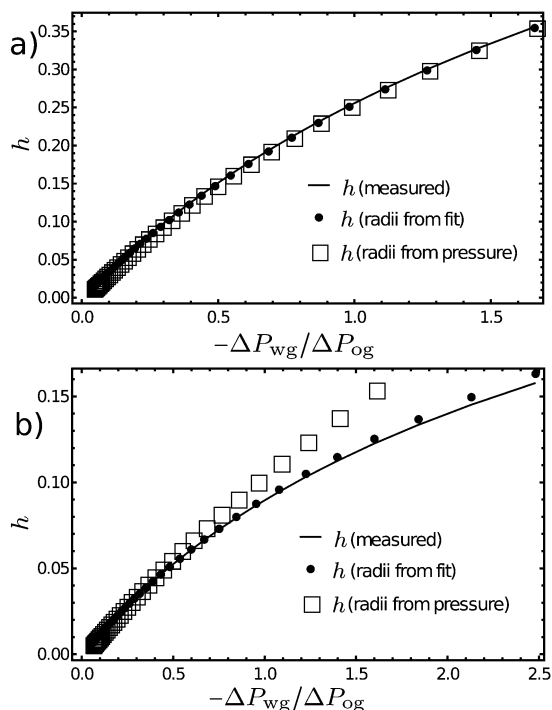 a)
0.35
0.30
0.25
0.20
0.15
0.10
0.05
0.00
h
h (measured)
h (radii from fit)
h (radii from pressure)
0.0 0.5 1.0 1.5
−ΔP_wg/ΔP_og
b)
0.15
0.10
0.05
0.00
h
h (measured)
h (radii from fit)
h (radii from pressure)
0.0 0.5 1.0 1.5 2.0 2.5
−ΔP_wg/ΔP_og